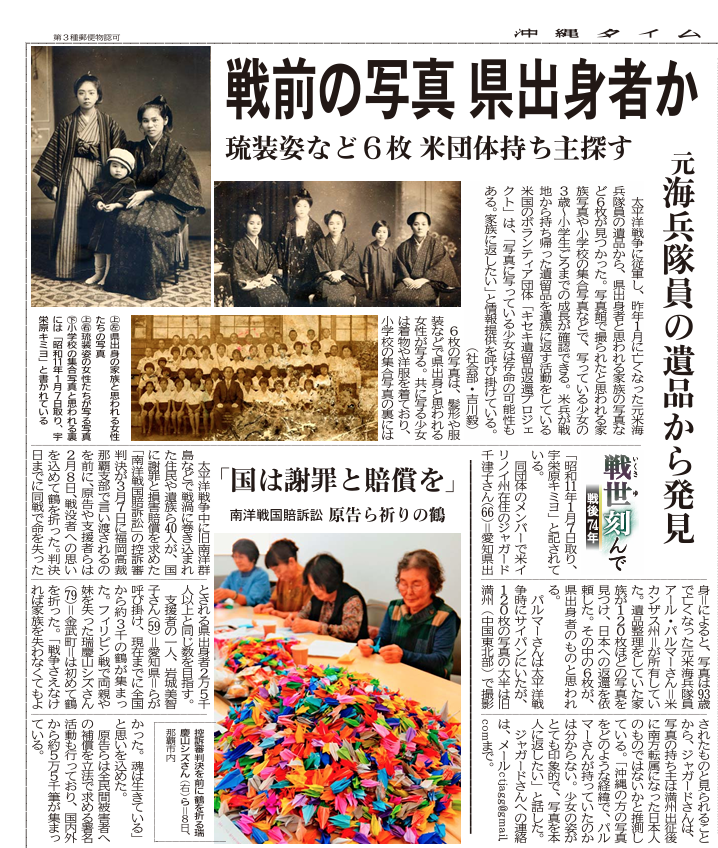 第３種郵便物認可
沖縄タイム
戦前の写真 県出身者か
琉装姿など６枚 米団体持ち主探す
元海兵隊員の遺品から発見
太平洋戦争に従軍し、昨年１月に亡くなった元米海
兵隊員の遺品から、県出身者と思われる家族の写真な
ど６枚が見つかった。写真館で撮られたと思われる家
族写真や小学校の集合写真などで、写っている少女の
３歳～小学生ごろまでの成長が確認できる。米兵が戦
地から持ち帰った遺留品を遺族に返す活動をしている
米国のボランティア団体「キセキ遺留品返還プロジェ
クト」は、「写真に写っている少女は存命の可能性も
ある。家族に返したい」と情報提供を呼び掛けている。
（社会部・吉川毅）
６枚の写真は、髪形や服
装などで県出身と思われる
女性が写る。共に写る少女
は着物や洋服を着ており、
小学校の集合写真の裏には
㊤㊧県出身の家族と思われる女性
たちの写真
㊤㊨琉装姿の女性たちが写る写真
㊦小学校の集合写真と思われる裏
には「昭和11年１月７日取り、宇
栄原キミヨ」と書かれている
戦世刻んで
いくさ ゆ
戦後74年
「昭和11年１月７日取り、
宇栄原キミヨ」と記されて
いる。
同団体のメンバーで米イ
リノイ州在住のジャガード
千津子さん(66)＝愛知県出
身＝によると、写真は93歳
で亡くなった元米海兵隊員
アール・パルマーさん＝米
カンザス州＝が所有してい
た。遺品整理をしていた家
族が１２０枚ほどの写真を
見つけ、日本への返還を依
頼した。その中の６枚が、
県出身者のものと思われ
る。
パルマーさんは太平洋戦
争時にサイパンにいたが、
１２０枚の写真の大半は旧
満州（中国東北部）で撮影
されたものと見られること
から、ジャガードさんは、
写真の持ち主は満州出征後
に南方転属になった日本人
のものではないかと推測し
ている。「沖縄の方の写真
をどのような経緯で、パル
マーさんが持っていたのか
は分からない。少女の姿が
とても印象的で、写真を本
人に返したい」と話した。
ジャガードさんへの連絡
は、メールctjagg@gmail.
comまで。
「国は謝罪と賠償を」
南洋戦国賠訴訟 原告ら祈りの鶴
太平洋戦争中に旧南洋群
島などで戦渦に巻き込まれ
た住民や遺族ら40人が、国
に謝罪と損害賠償を求めた
「南洋戦国賠訴訟」の控訴審
判決が３月７日に福岡高裁
那覇支部で言い渡されるの
を前に、原告や支援者らは
２月８日、戦没者への思い
を込めて鶴を折った。判決
日までに同戦で命を失った
とされる県出身者２万５千
人以上と同じ数を目指す。
支援者の一人、岩城美智
子さん(59)＝愛知県＝らが
呼び掛け、現在までに全国
から約３千の鶴が集まっ
た。フィリピン戦で両親や
妹を失った瑞慶山シズさん
(79)＝金武町＝は初めて鶴
を折った。「戦争さえなけ
れば家族を失わなくてもよ
かった。魂は生きている」
と思いを込めた。
原告らは全民間被害者へ
の補償を立法で求める署名
活動も行っており、国内外
から約５万５千筆が集まっ
ている。
控訴審判決を前に鶴を折る瑞
慶山シズさん㊨ら＝８日、
那覇市内